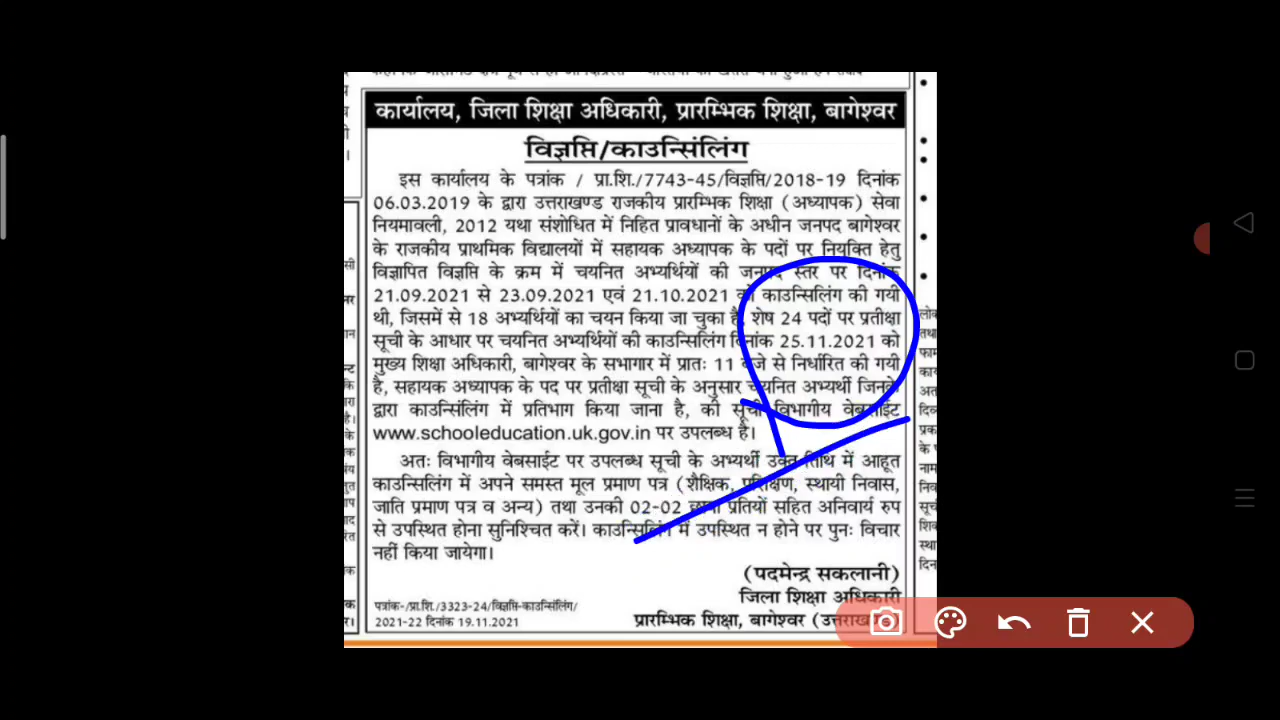 कार्यालय, जिला शिक्षा अधिकारी, प्रारम्भिक शिक्षा, बागेश्वर
विज्ञप्ति/काउन्सिंलिंग
इस कार्यालय के पत्रांक / प्रा.शि./7743-45/विज्ञप्ति/2018-19 दिनांक
06.03.2019 के द्वारा उत्तराखण्ड राजकीय प्रारम्भिक शिक्षा (अध्यापक) सेवा
नियमावली, 2012 यथा संशोधित में निहित प्रावधानों के अधीन जनपद बागेश्वर
के राजकीय प्राथमिक विद्यालयों में सहायक अध्यापक के पदों पर नियुक्ति हेतु
विज्ञापित विज्ञप्ति के क्रम में चयनित अभ्यर्थियों की जनपद स्तर पर दिनांक
21.09.2021 से 23.09.2021 एवं 21.10.2021 को काउन्सिलिंग की गयी
थी, जिसमें से 18 अभ्यर्थियों का चयन किया जा चुका है, शेष 24 पदों पर प्रतीक्षा
सूची के आधार पर चयनित अभ्यर्थियों की काउन्सिलिंग दिनांक 25.11.2021 को
मुख्य शिक्षा अधिकारी, बागेश्वर के सभागार में प्रातः 11 बजे से निर्धारित की गयी
है, सहायक अध्यापक के पद पर प्रतीक्षा सूची के अनुसार चयनित अभ्यर्थी जिनके
द्वारा काउन्सिंलिंग में प्रतिभाग किया जाना है, की सूची विभागीय वेबसाईट
www.schooleducation.uk.gov.in पर उपलब्ध है।
अतः विभागीय वेबसाईट पर उपलब्ध सूची के अभ्यर्थी उक्त तिथि में आहूत
काउन्सिलिंग में अपने समस्त मूल प्रमाण पत्र (शैक्षिक, प्रशिक्षण, स्थायी निवास,
जाति प्रमाण पत्र व अन्य) तथा उनकी 02-02 छाया प्रतियों सहित अनिवार्य रुप
से उपस्थित होना सुनिश्चित करें। काउन्सिलिंग में उपस्थित न होने पर पुनः विचार
नहीं किया जायेगा।
(पदमेन्द्र सकलानी)
जिला शिक्षा अधिकारी
प्रारम्भिक शिक्षा, बागेश्वर (उत्तराखण्ड)
पत्रांक-/प्रा.शि./3323-24/विज्ञप्ति-काउन्सिंलिंग/
2021-22 दिनांक 19.11.2021